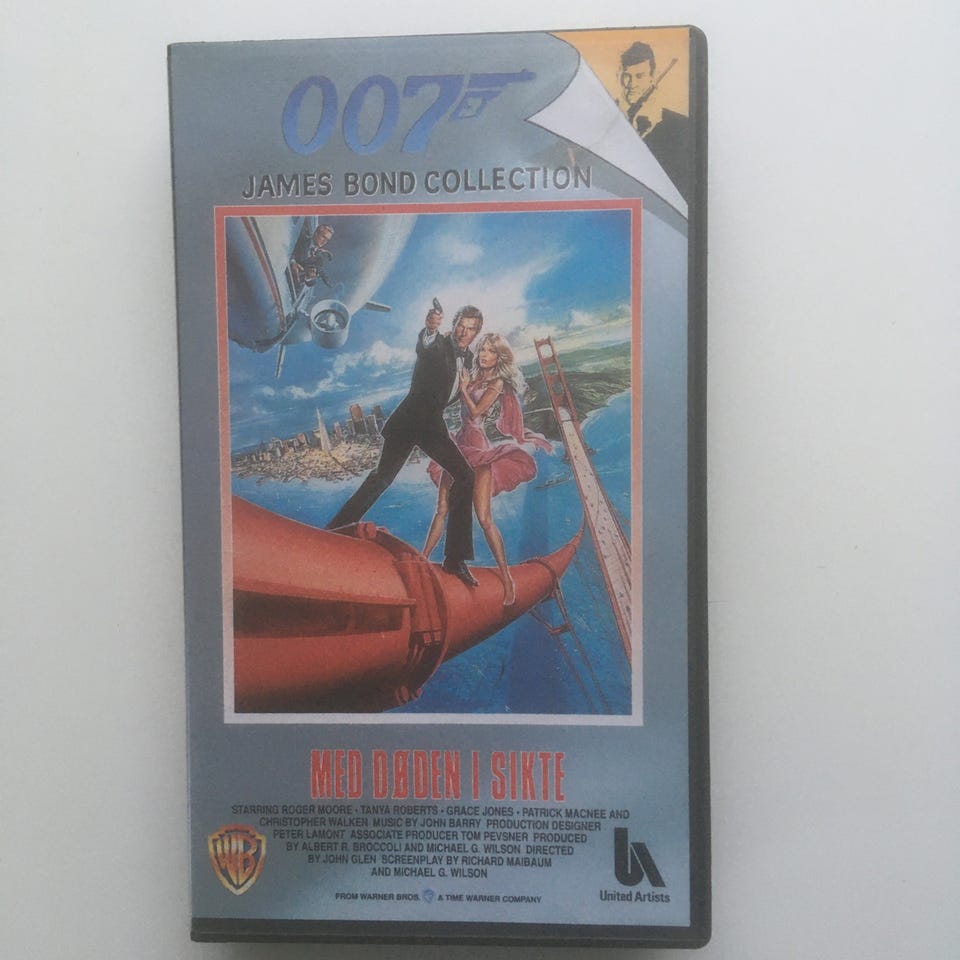 007
JAMES BOND COLLECTION
MED DØDEN I SIKTE
STARRING ROGER MOORE · TANYA ROBERTS · GRACE JONES · PATRICK MACNEE AND
CHRISTOPHER WALKEN MUSIC BY JOHN BARRY PRODUCTION DESIGNER
PETER LAMONT ASSOCIATE PRODUCER TOM PEVSNER PRODUCED
BY ALBERT R. BROCCOLI AND MICHAEL G. WILSON DIRECTED
BY JOHN GLEN SCREENPLAY BY RICHARD MAIBAUM
AND MICHAEL G. WILSON
WB
United Artists
FROM WARNER BROS. A TIME WARNER COMPANY